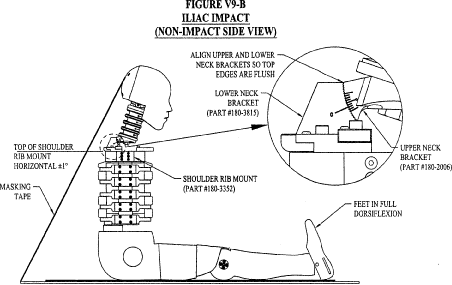 FIGURE V9-B
ILIAC IMPACT
(NON-IMPACT SIDE VIEW)
ALIGN UPPER AND LOWER
NECK BRACKETS SO TOP
EDGES ARE FLUSH
LOWER NECK
BRACKET
(PART #180-3815)
TOP OF SHOULDER
RIB MOUNT
HORIZONTAL ±1°
UPPER NECK
BRACKET
(PART #180-2006)
MASKING
TAPE
SHOULDER RIB MOUNT
(PART #180-3352)
FEET IN FULL
DORSIFLEXION